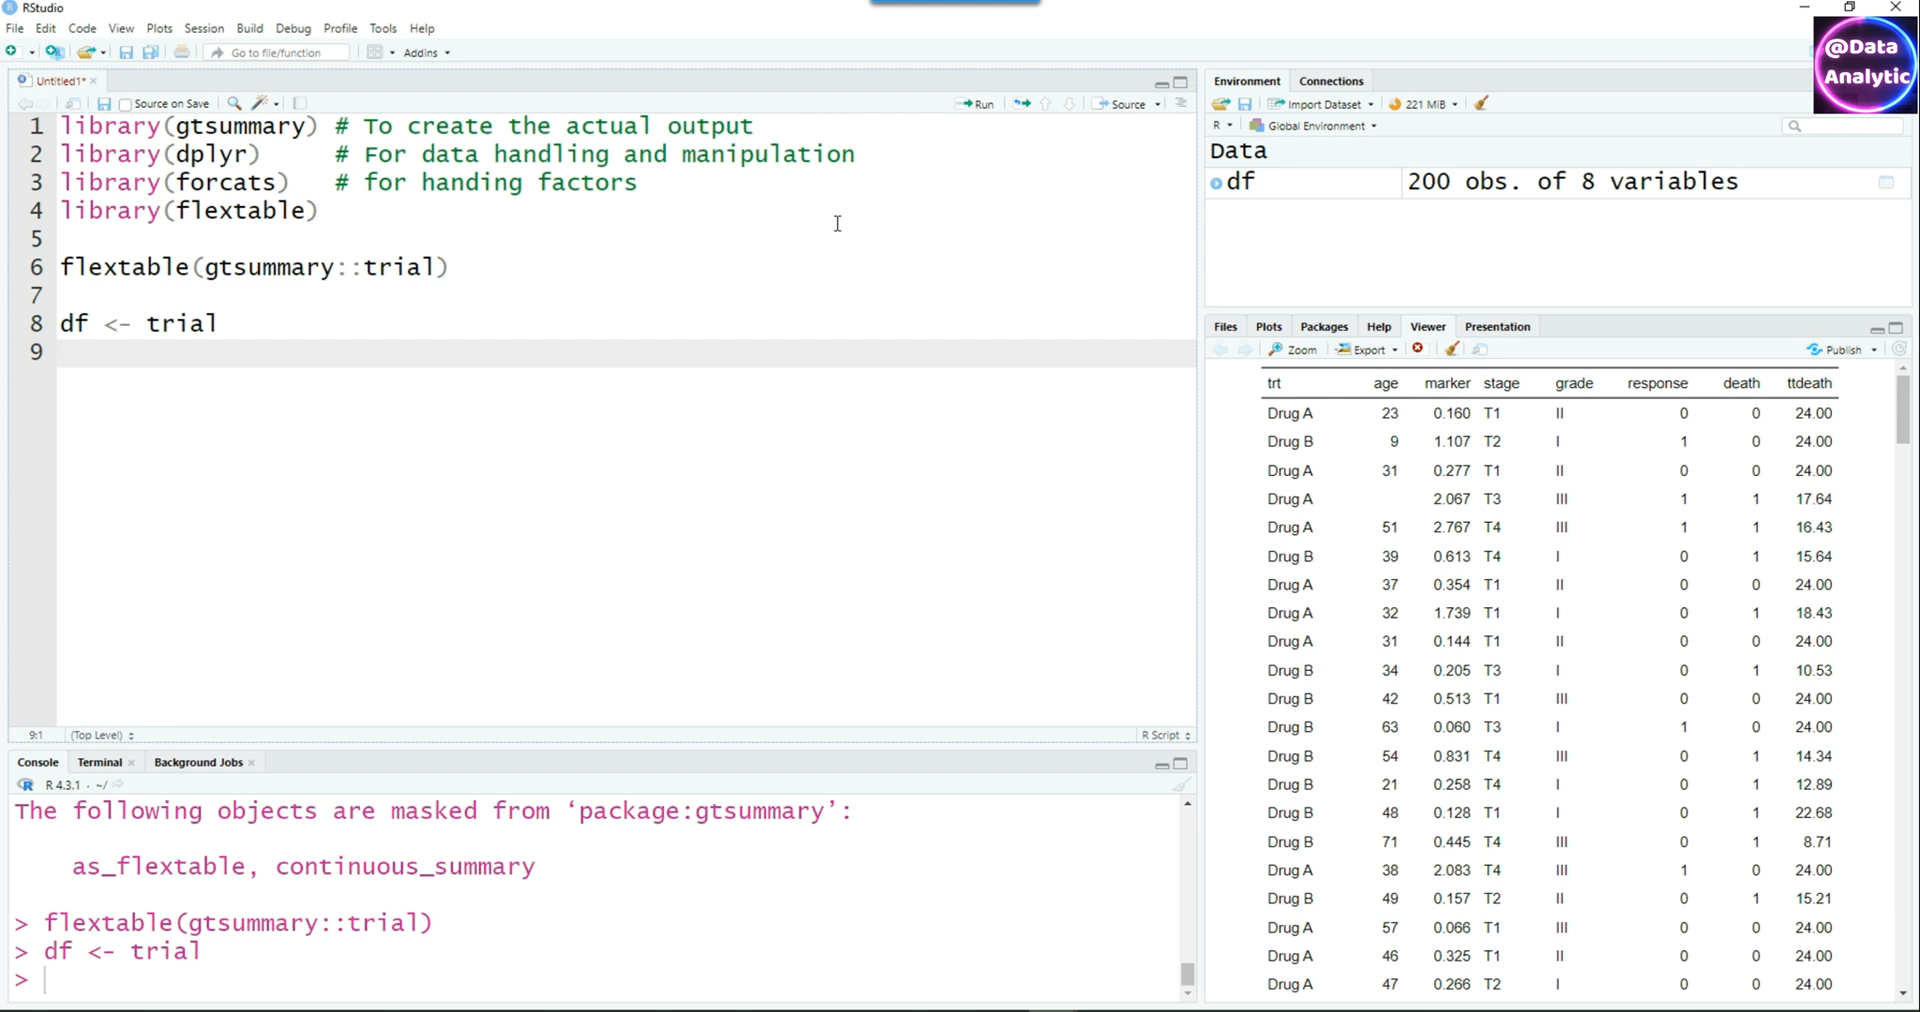 RStudio
File Edit Code View Plots Session Build Debug Profile Tools Help
Go to file/function Addins
@Data
Analytic
Untitled1*
Source on Save Run Source
1 library(gtsummary) # To create the actual output
2 library(dplyr) # For data handling and manipulation
3 library(forcats) # for handing factors
4 library(flextable)
5
6 flextable(gtsummary::trial)
7
8 df <- trial
9
9:1 (Top Level) R Script
Console Terminal Background Jobs
R 4.3.1 · ~/
The following objects are masked from ‘package:gtsummary’:
as_flextable, continuous_summary
> flextable(gtsummary::trial)
> df <- trial
>
Environment Connections
Import Dataset 221 MiB
R Global Environment
Data
df 200 obs. of 8 variables
Files Plots Packages Help Viewer Presentation
Zoom Export Publish
trt age marker stage grade response death ttdeath
Drug A 23 0.160 T1 II 0 0 24.00
Drug B 9 1.107 T2 I 1 0 24.00
Drug A 31 0.277 T1 II 0 0 24.00
Drug A 2.067 T3 III 1 1 17.64
Drug A 51 2.767 T4 III 1 1 16.43
Drug B 39 0.613 T4 I 0 1 15.64
Drug A 37 0.354 T1 II 0 0 24.00
Drug A 32 1.739 T1 I 0 1 18.43
Drug A 31 0.144 T1 II 0 0 24.00
Drug B 34 0.205 T3 I 0 1 10.53
Drug B 42 0.513 T1 III 0 0 24.00
Drug B 63 0.060 T3 I 1 0 24.00
Drug B 54 0.831 T4 III 0 1 14.34
Drug B 21 0.258 T4 I 0 1 12.89
Drug B 48 0.128 T1 I 0 1 22.68
Drug B 71 0.445 T4 III 0 1 8.71
Drug A 38 2.083 T4 III 1 0 24.00
Drug B 49 0.157 T2 II 0 1 15.21
Drug A 57 0.066 T1 III 0 0 24.00
Drug A 46 0.325 T1 II 0 0 24.00
Drug A 47 0.266 T2 I 0 0 24.00